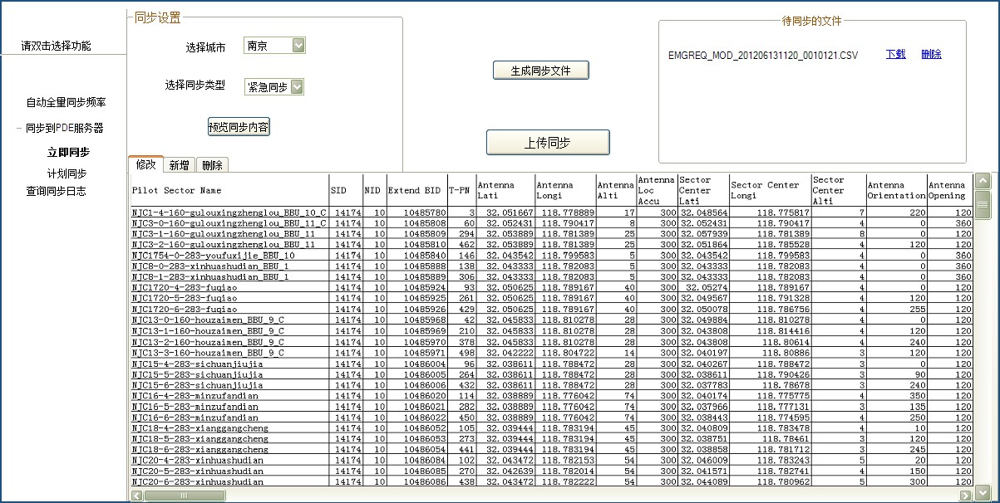 请双击选择功能
自动全量同步频率
同步到PDE服务器
立即同步
计划同步
查询同步日志
同步设置
选择城市 南京
选择同步类型 紧急同步
预览同步内容
生成同步文件
上传同步
待同步的文件
EMGREQ_MOD_201206131120_0010121.CSV 下载 删除
修改 新增 删除
Pilot Sector Name SID NID Extend BID T-PN Antenna Lati Antenna Longi Antenna Alti Antenna Loc Accu Sector Center Lati Sector Center Longi Sector Center Alti Antenna Orientation Antenna Opening
NJC1-4-160-gulouxingzhenglou_BBU_10_C 14174 10 10485780 3 32.051667 118.778889 17 300 32.048564 118.775817 7 220 120
NJC3-0-160-gulouxingzhenglou_BBU_11_C 14174 10 10485808 60 32.052431 118.790417 8 300 32.052431 118.790417 4 0 360
NJC3-1-160-gulouxingzhenglou_BBU_11 14174 10 10485809 294 32.053889 118.781389 25 300 32.057939 118.781389 8 0 120
NJC3-2-160-gulouxingzhenglou_BBU_11 14174 10 10485810 462 32.053889 118.781389 25 300 32.051864 118.785528 4 120 120
NJC1754-0-283-youfuxijie_BBU_10 14174 10 10485840 146 32.043542 118.799583 5 300 32.043542 118.799583 4 0 360
NJC8-0-283-xinhuashudian_BBU_1 14174 10 10485888 138 32.043333 118.782083 5 300 32.043333 118.782083 4 0 360
NJC8-1-283-xinhuashudian_BBU_1 14174 10 10485889 306 32.043333 118.782083 5 300 32.043333 118.782083 4 0 360
NJC1720-4-283-fuqiao 14174 10 10485924 93 32.050625 118.789167 40 300 32.05274 118.789167 4 0 120
NJC1720-5-283-fuqiao 14174 10 10485925 261 32.050625 118.789167 40 300 32.049567 118.791328 4 120 120
NJC1720-6-283-fuqiao 14174 10 10485926 429 32.050625 118.789167 40 300 32.050078 118.786756 4 255 120
NJC13-0-160-houzaimen_BBU_9_C 14174 10 10485968 42 32.045833 118.810278 28 300 32.049884 118.810278 4 0 120
NJC13-1-160-houzaimen_BBU_9_C 14174 10 10485969 210 32.045833 118.810278 28 300 32.043808 118.814416 4 120 120
NJC13-2-160-houzaimen_BBU_9_C 14174 10 10485970 378 32.045833 118.810278 28 300 32.043808 118.80614 4 240 120
NJC13-3-160-houzaimen_BBU_9_C 14174 10 10485971 498 32.042222 118.804722 14 300 32.040197 118.80886 3 120 120
NJC15-4-283-sichuanjiujia 14174 10 10486004 96 32.038611 118.788472 28 300 32.040267 118.788472 3 0 120
NJC15-5-283-sichuanjiujia 14174 10 10486005 264 32.038611 118.788472 28 300 32.038611 118.790426 3 90 120
NJC15-6-283-sichuanjiujia 14174 10 10486006 432 32.038611 118.788472 28 300 32.037783 118.78678 3 240 120
NJC16-4-283-minzufandian 14174 10 10486020 114 32.038889 118.776042 74 300 32.040174 118.775775 4 350 120
NJC16-5-283-minzufandian 14174 10 10486021 282 32.038889 118.776042 74 300 32.037966 118.777131 3 135 120
NJC16-6-283-minzufandian 14174 10 10486022 450 32.038889 118.776042 74 300 32.038443 118.774595 4 250 120
NJC18-4-283-xianggangcheng 14174 10 10486052 105 32.039444 118.783194 45 300 32.040809 118.783478 4 10 120
NJC18-5-283-xianggangcheng 14174 10 10486053 273 32.039444 118.783194 45 300 32.038751 118.78461 3 120 120
NJC18-6-283-xianggangcheng 14174 10 10486054 441 32.039444 118.783194 45 300 32.038858 118.781712 3 245 120
NJC20-4-283-xinhuashudian 14174 10 10486084 102 32.043472 118.782153 54 300 32.046009 118.783243 5 20 120
NJC20-5-283-xinhuashudian 14174 10 10486085 270 32.042639 118.782014 54 300 32.041571 118.782741 4 150 120
NJC20-6-283-xinhuashudian 14174 10 10486086 438 32.043472 118.782222 54 300 32.044089 118.780962 5 300 120